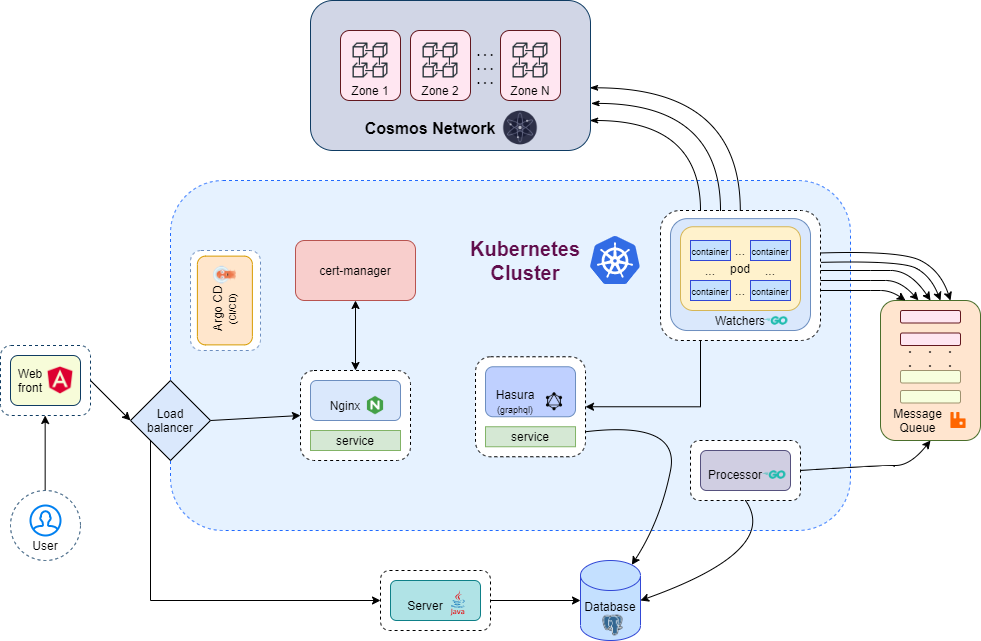 Zone 1
Zone 2
...
...
...
Zone N
Cosmos Network
Kubernetes
Cluster
cert-manager
Argo CD
(CI/CD)
container
...
container
...
pod
...
container
...
container
Watchers
GO
Web
front
Load
balancer
Nginx
service
Hasura
(graphql)
service
. . .
. . .
Message
Queue
Processor
GO
User
Server
Java
Database